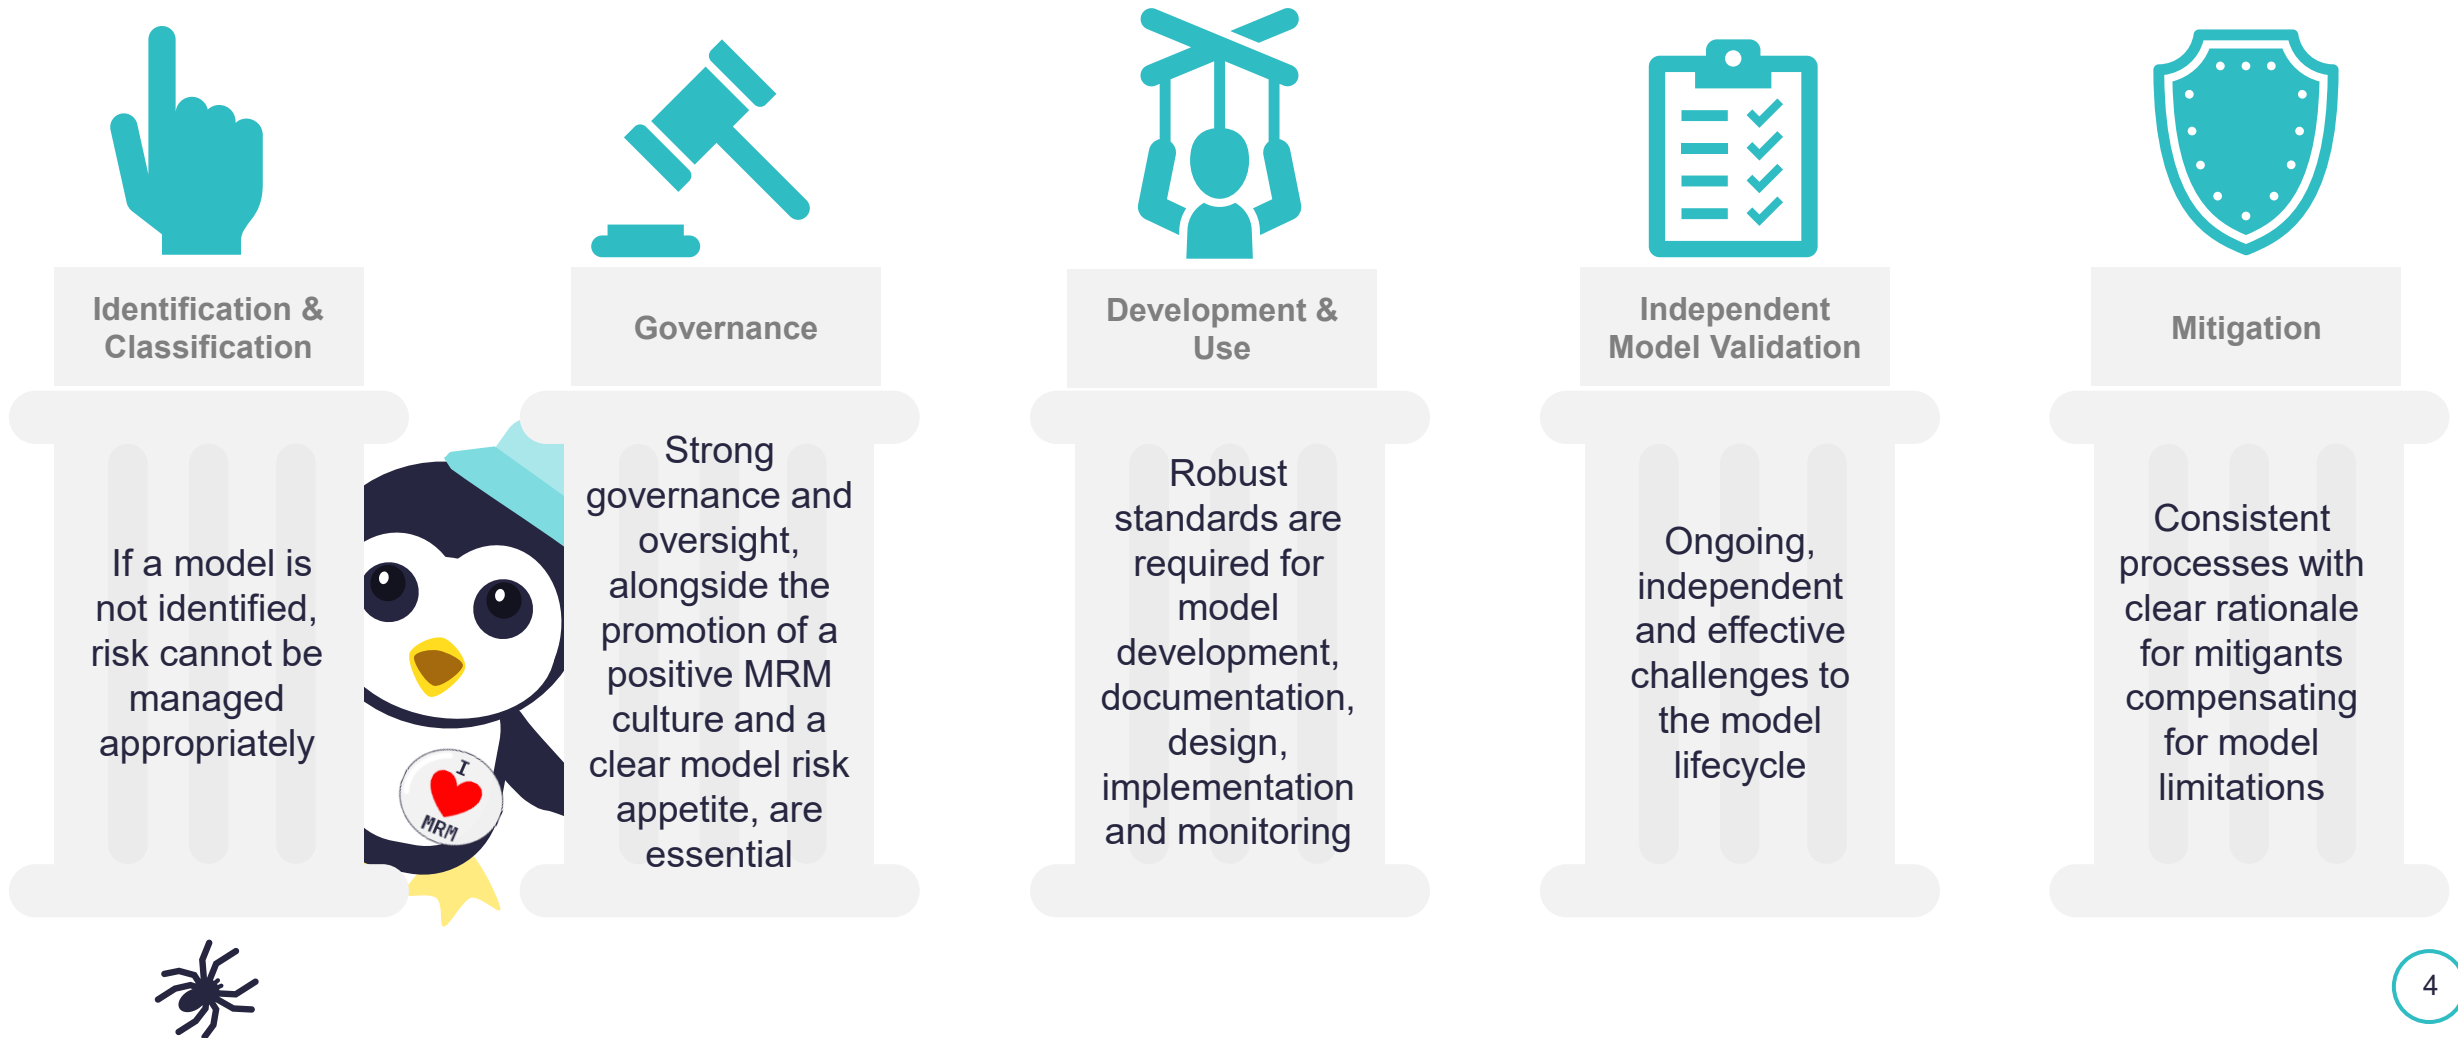 Identification &
Classification
If a model is
not identified,
risk cannot be
managed
appropriately
I
MRM
Governance
Strong
governance and
oversight,
alongside the
promotion of a
positive MRM
culture and a
clear model risk
appetite, are
essential
Development &
Use
Robust
standards are
required for
model
development,
documentation,
design,
implementation
and monitoring
Independent
Model Validation
Ongoing,
independent
and effective
challenges to
the model
lifecycle
Mitigation
Consistent
processes with
clear rationale
for mitigants
compensating
for model
limitations
4